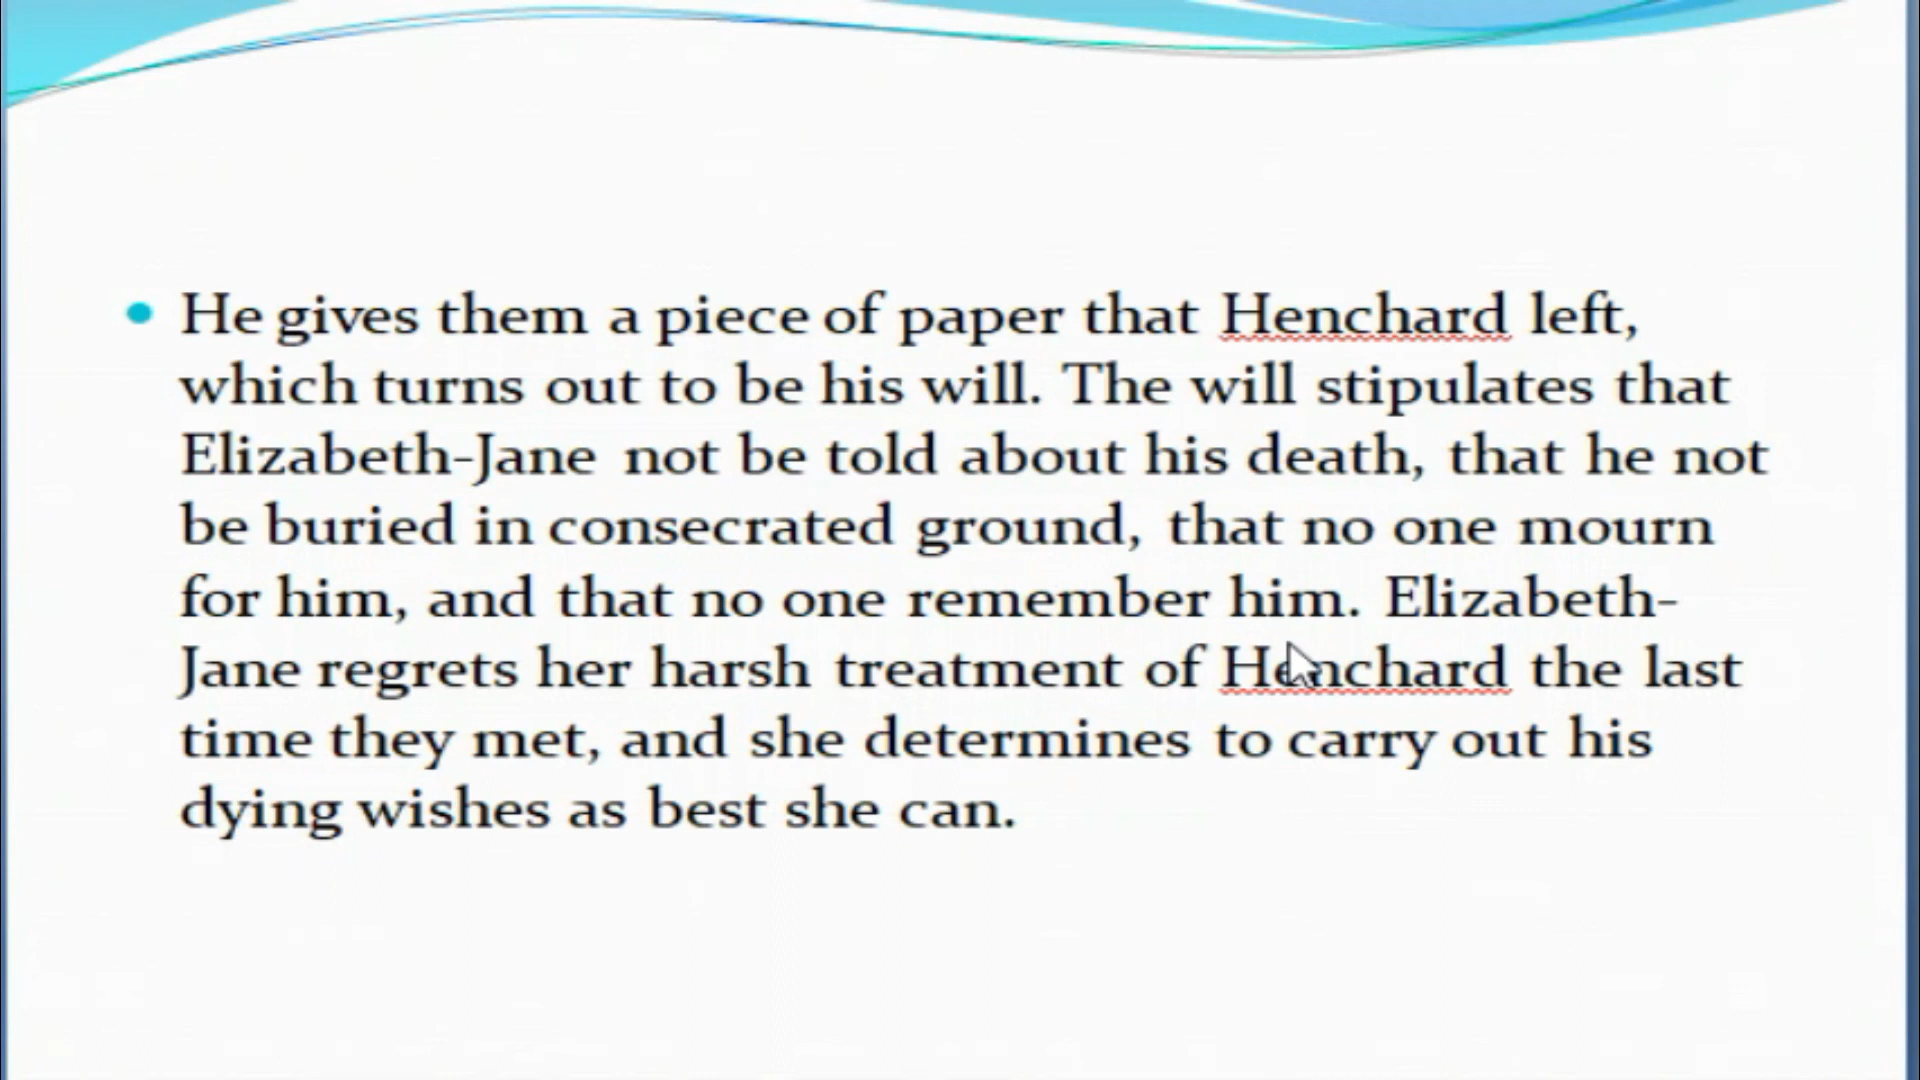 He gives them a piece of paper that Henchard left,
which turns out to be his will. The will stipulates that
Elizabeth-Jane not be told about his death, that he not
be buried in consecrated ground, that no one mourn
for him, and that no one remember him. Elizabeth-
Jane regrets her harsh treatment of Henchard the last
time they met, and she determines to carry out his
dying wishes as best she can.